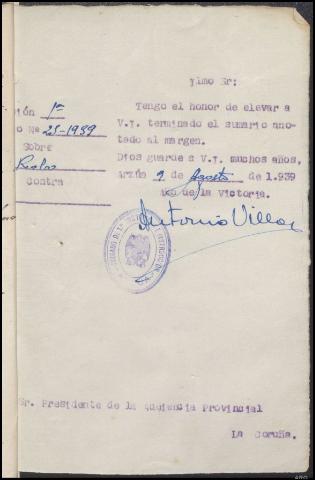 Ylmo Sr:
Tengo el honor de elevar a
V.I. terminado el sumario ano-
tado al margen.
Dios guarde a V.I. muchos años,
Arzúa 9 de Agosto de 1.939
Año de la Victoria.
Antonio Villar
ión 1ª
o Nº 25-1939
Sobre
Robo
Contra
Sr. Presidente de la Audiencia Provincial
La Coruña.